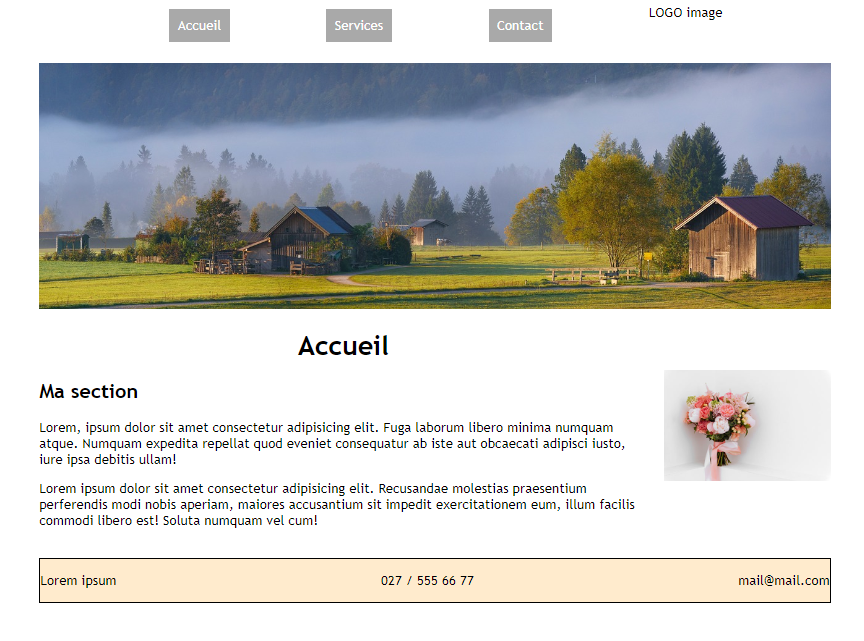 Accueil
Services
Contact
LOGO image
Accueil
Ma section
Lorem, ipsum dolor sit amet consectetur adipisicing elit. Fuga laborum libero minima numquam
atque. Numquam expedita repellat quod eveniet consequatur ab iste aut obcaecati adipisci iusto,
iure ipsa debitis ullam!
Lorem ipsum dolor sit amet consectetur adipisicing elit. Recusandae molestias praesentium
perferendis modi nobis aperiam, maiores accusantium sit impedit exercitationem eum, illum facilis
commodi libero est! Soluta numquam vel cum!
Lorem ipsum
027 / 555 66 77
mail@mail.com